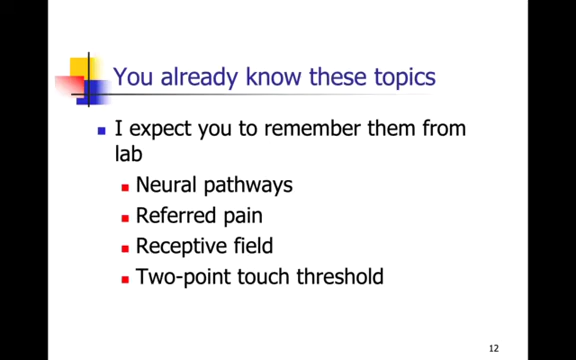 You already know these topics
I expect you to remember them from
lab
Neural pathways
Referred pain
Receptive field
Two-point touch threshold
12